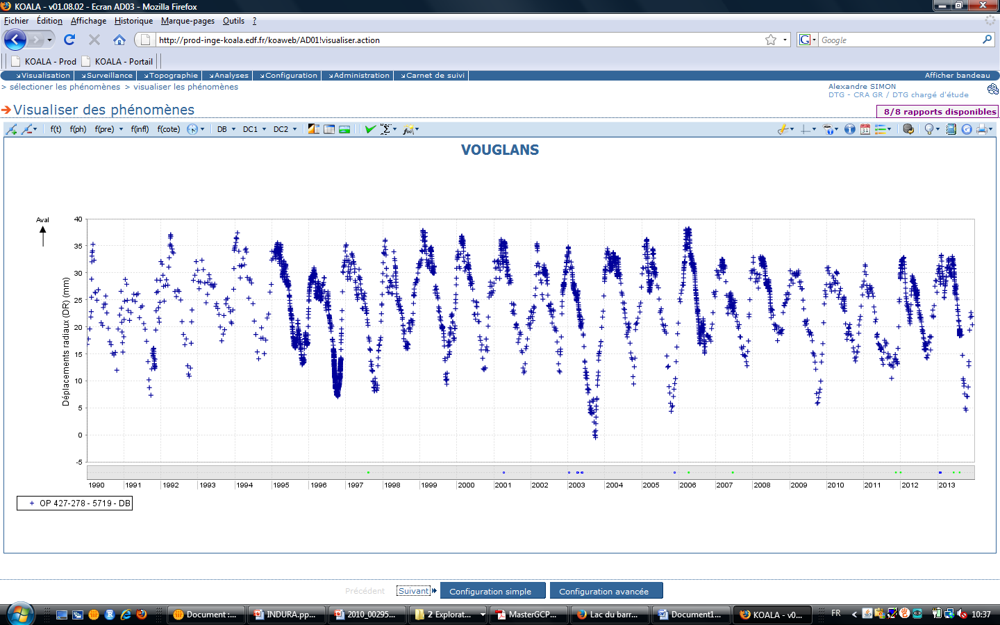 KOALA - v01.08.02 - Ecran AD03 - Mozilla Firefox
Fichier Édition Affichage Historique Marque-pages Outils ?
http://prod-inge-koala.edf.fr/koaweb/AD01!visualiser.action
G Google
KOALA - Prod KOALA - Portail
Visualisation Surveillance Topographie Analyses Configuration Administration Carnet de suivi Afficher bandeau
> sélectioner les phénomènes > visualiser les phénomènes
Alexandre SIMON
DTG - CRA GR / DTG chargé d'étude
Visualiser des phénomènes
8/8 rapports disponibles
f(t) f(ph) f(pre) f(infl) f(cote) DB DC1 DC2
VOUGLANS
Aval
40
35
30
25
20
15
10
5
0
-5
Déplacements radiaux (DR) (mm)
1990 1991 1992 1993 1994 1995 1996 1997 1998 1999 2000 2001 2002 2003 2004 2005 2006 2007 2008 2009 2010 2011 2012 2013
+ OP 427-278 - 5719 - DB
Précédent Suivant Configuration simple Configuration avancée
Document :... INDURA.pp... 2010_00295... 2 Explorat... MasterGCP... Lac du barr... Document1... KOALA - v0... FR 10:37